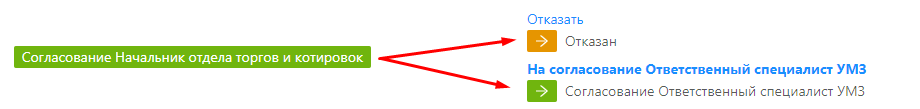 Отказать
Отказан
Согласование Начальник отдела торгов и котировок
На согласование Ответственный специалист УМЗ
Согласование Ответственный специалист УМЗ